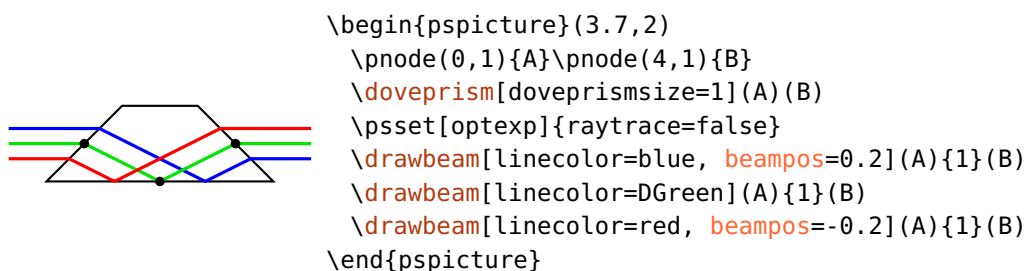 \begin{pspicture}(3.7,2)
\pnode(0,1){A}\pnode(4,1){B}
\doveprism[doveprismsize=1](A)(B)
\psset[optexp]{raytrace=false}
\drawbeam[linecolor=blue, beampos=0.2](A){1}(B)
\drawbeam[linecolor=DGreen](A){1}(B)
\drawbeam[linecolor=red, beampos=-0.2](A){1}(B)
\end{pspicture}